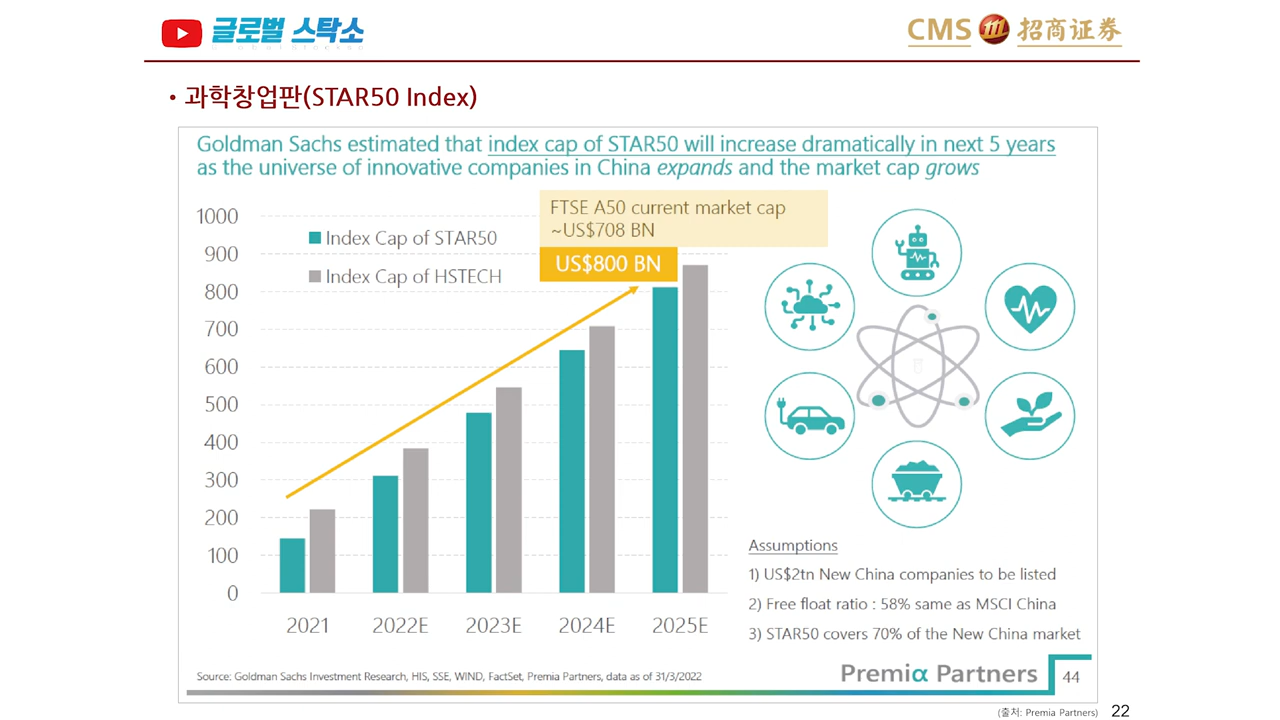 글로벌 스탁소
CMS 招商证券
• 과학창업판(STAR50 Index)
Goldman Sachs estimated that index cap of STAR50 will increase dramatically in next 5 years
as the universe of innovative companies in China expands and the market cap grows
FTSE A50 current market cap
~US$708 BN
US$800 BN
Index Cap of STAR50
Index Cap of HSTECH
1000
900
800
700
600
500
400
300
200
100
0
2021 2022E 2023E 2024E 2025E
Assumptions
1) US$2tn New China companies to be listed
2) Free float ratio : 58% same as MSCI China
3) STAR50 covers 70% of the New China market
Source: Goldman Sachs Investment Research, HIS, SSE, WIND, FactSet, Premia Partners, data as of 31/3/2022
Premiα Partners 44
(출처: Premia Partners) 22